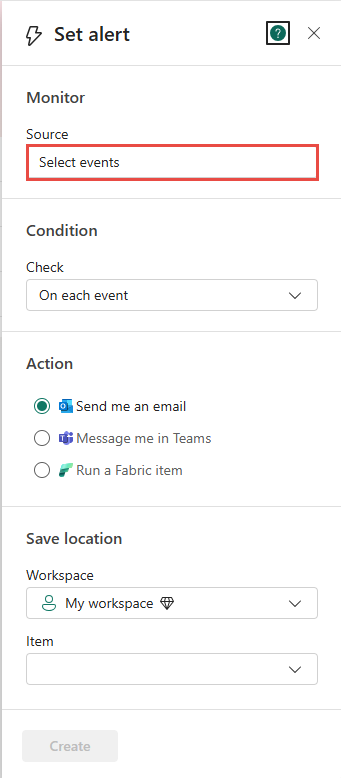 Set alert
?
Monitor
Source
Select events
Condition
Check
On each event
Action
Send me an email
Message me in Teams
Run a Fabric item
Save location
Workspace
My workspace
Item
Create